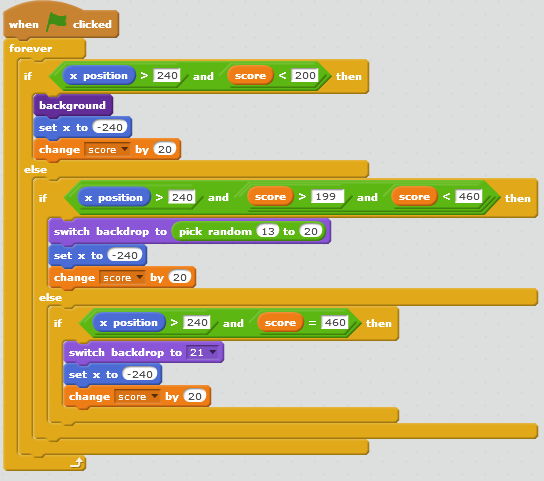 when clicked
forever
if x position > 240 and score < 200 then
background
set x to -240
change score by 20
else
if x position > 240 and score > 199 and score < 460 then
switch backdrop to pick random 13 to 20
set x to -240
change score by 20
else
if x position > 240 and score = 460 then
switch backdrop to 21
set x to -240
change score by 20